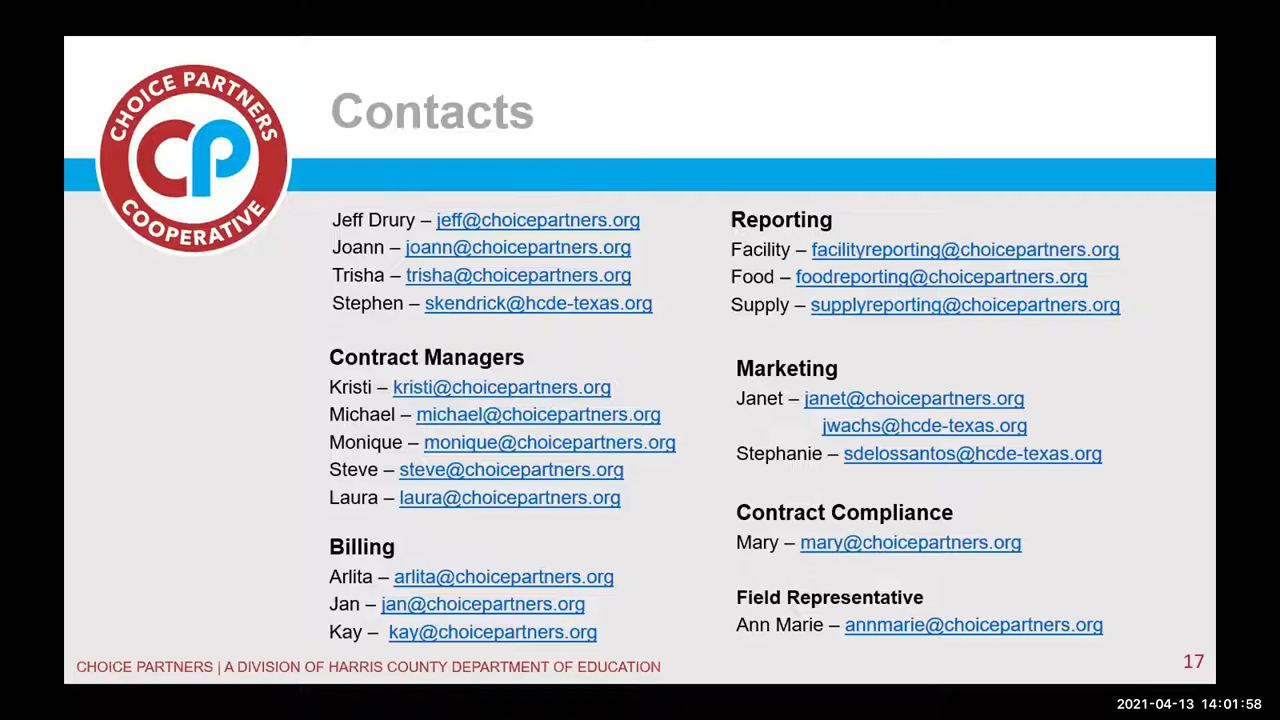 CHOICE PARTNERS
CP
COOPERATIVE
Contacts
Jeff Drury – jeff@choicepartners.org
Joann – joann@choicepartners.org
Trisha – trisha@choicepartners.org
Stephen – skendrick@hcde-texas.org
Contract Managers
Kristi – kristi@choicepartners.org
Michael – michael@choicepartners.org
Monique – monique@choicepartners.org
Steve – steve@choicepartners.org
Laura – laura@choicepartners.org
Billing
Arlita – arlita@choicepartners.org
Jan – jan@choicepartners.org
Kay – kay@choicepartners.org
Reporting
Facility – facilityreporting@choicepartners.org
Food – foodreporting@choicepartners.org
Supply – supplyreporting@choicepartners.org
Marketing
Janet – janet@choicepartners.org
jwachs@hcde-texas.org
Stephanie – sdelossantos@hcde-texas.org
Contract Compliance
Mary – mary@choicepartners.org
Field Representative
Ann Marie – annmarie@choicepartners.org
CHOICE PARTNERS | A DIVISION OF HARRIS COUNTY DEPARTMENT OF EDUCATION
17
2021-04-13 14:01:58